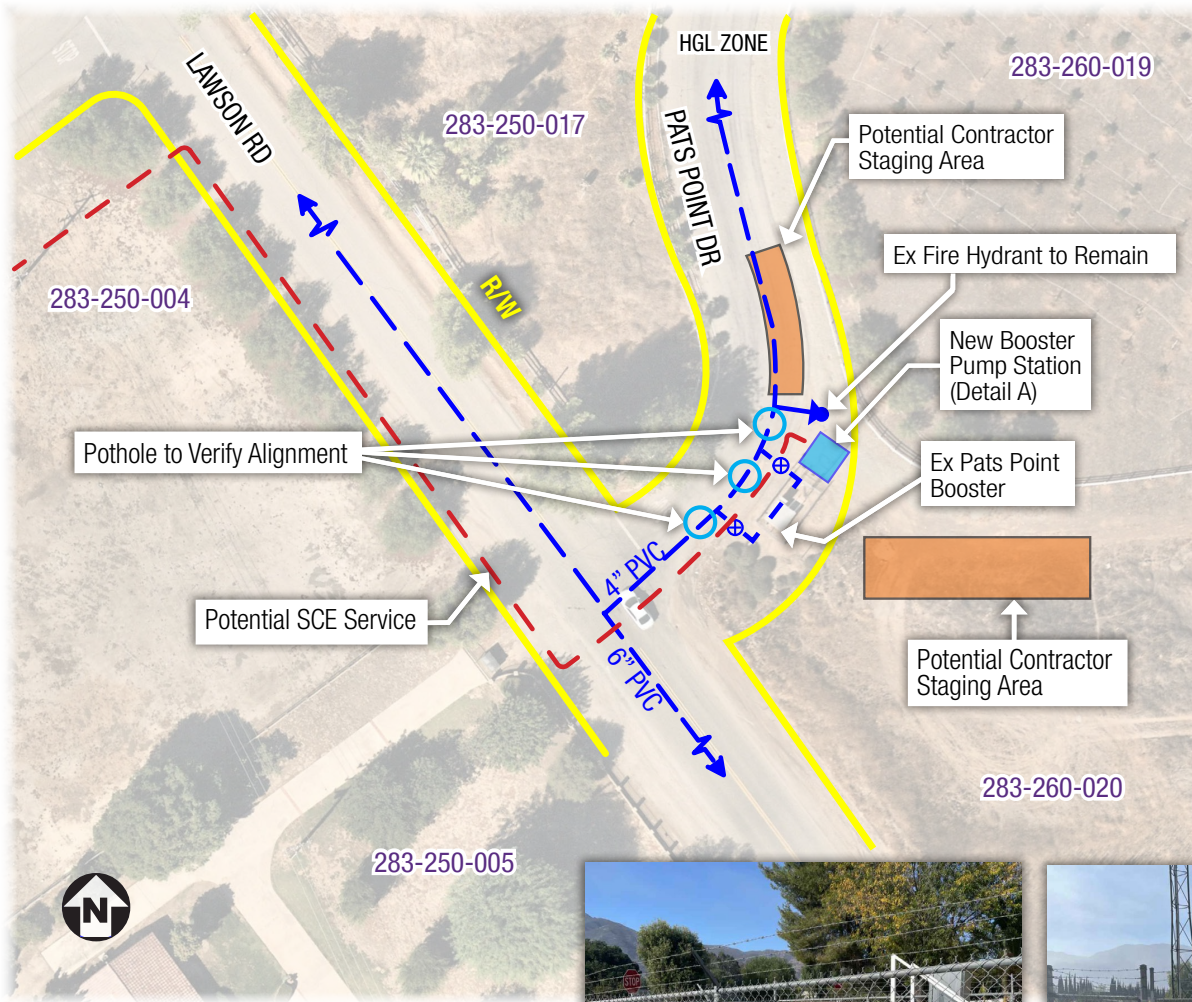 HGL ZONE
283-260-019
LAWSON RD
283-250-017
PATS POINT DR
Potential Contractor
Staging Area
Ex Fire Hydrant to Remain
283-250-004
R/W
New Booster
Pump Station
(Detail A)
Pothole to Verify Alignment
Ex Pats Point
Booster
4” PVC
Potential SCE Service
6” PVC
Potential Contractor
Staging Area
283-260-020
283-250-005
N
STOP